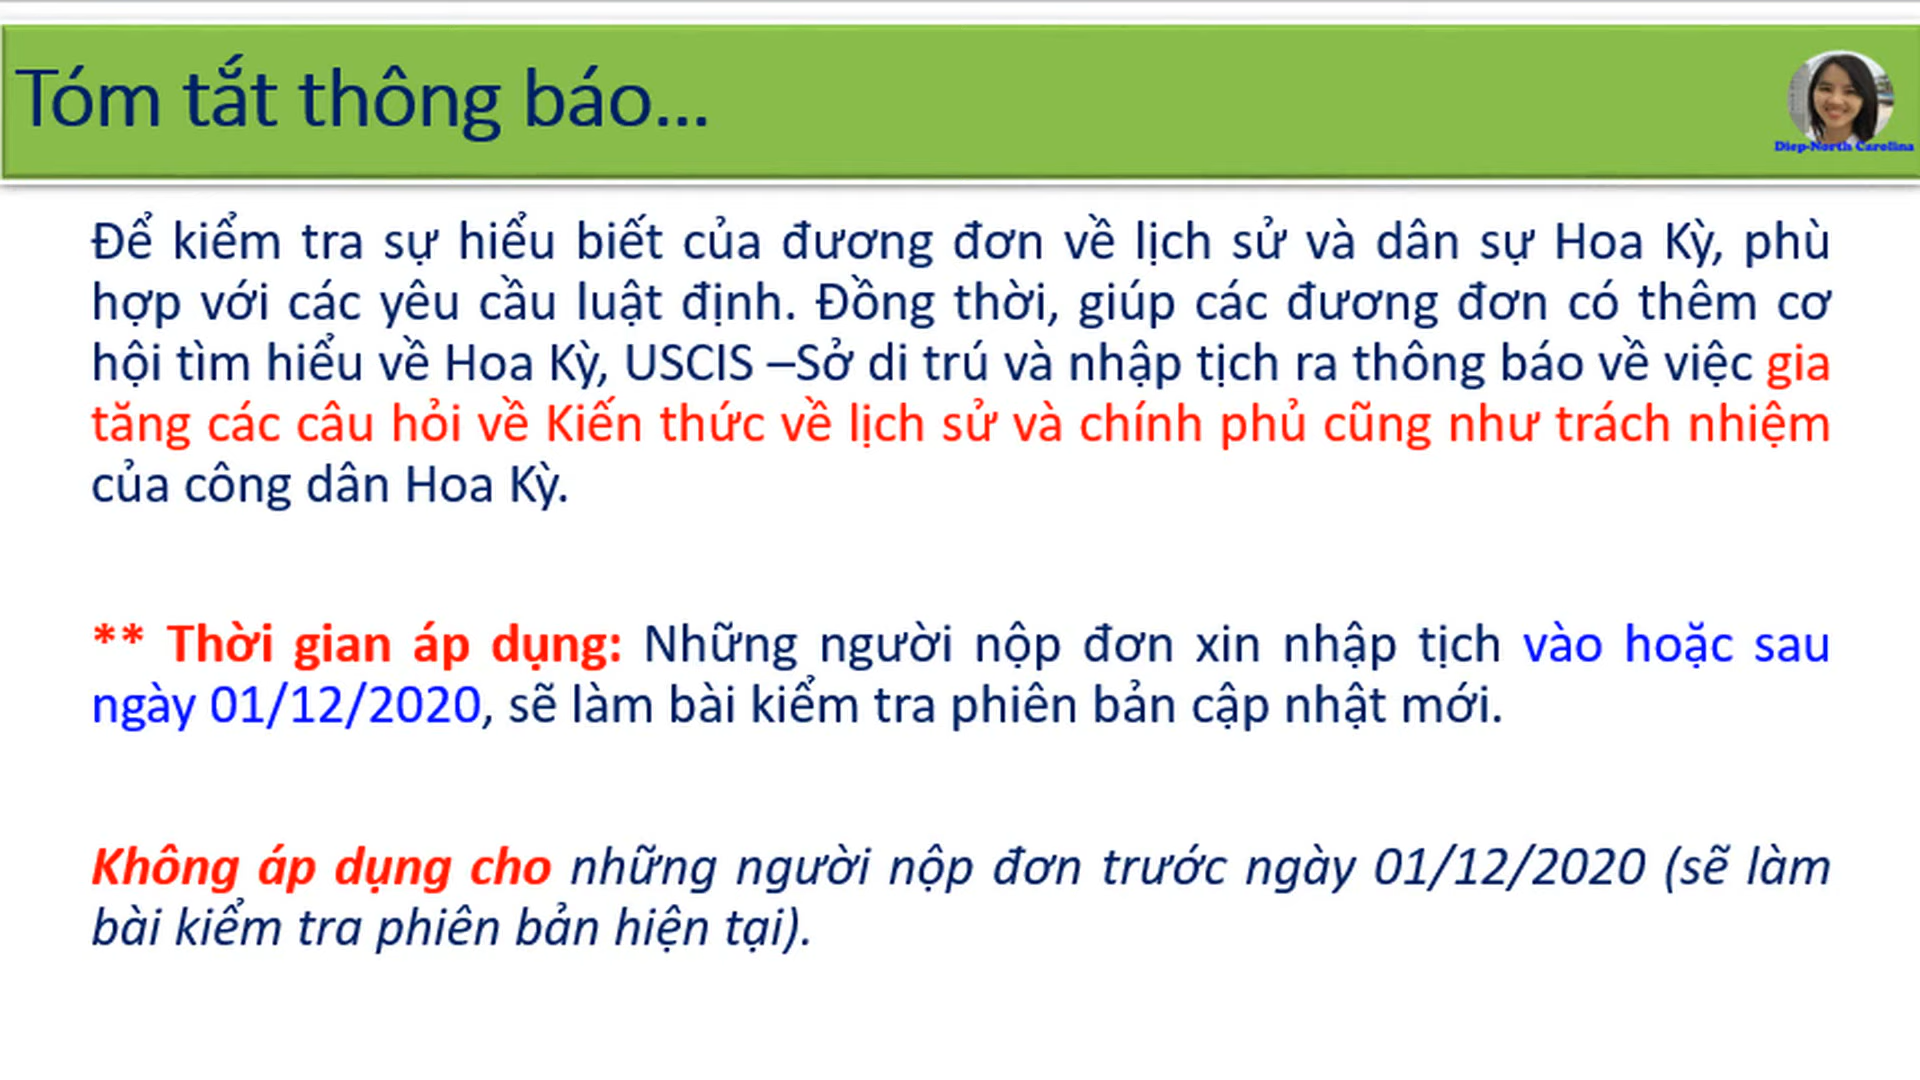 Tóm tắt thông báo...
Diep-North Carolina
Để kiểm tra sự hiểu biết của đương đơn về lịch sử và dân sự Hoa Kỳ, phù
hợp với các yêu cầu luật định. Đồng thời, giúp các đương đơn có thêm cơ
hội tìm hiểu về Hoa Kỳ, USCIS –Sở di trú và nhập tịch ra thông báo về việc gia
tăng các câu hỏi về Kiến thức về lịch sử và chính phủ cũng như trách nhiệm
của công dân Hoa Kỳ.
** Thời gian áp dụng: Những người nộp đơn xin nhập tịch vào hoặc sau
ngày 01/12/2020, sẽ làm bài kiểm tra phiên bản cập nhật mới.
Không áp dụng cho những người nộp đơn trước ngày 01/12/2020 (sẽ làm
bài kiểm tra phiên bản hiện tại).